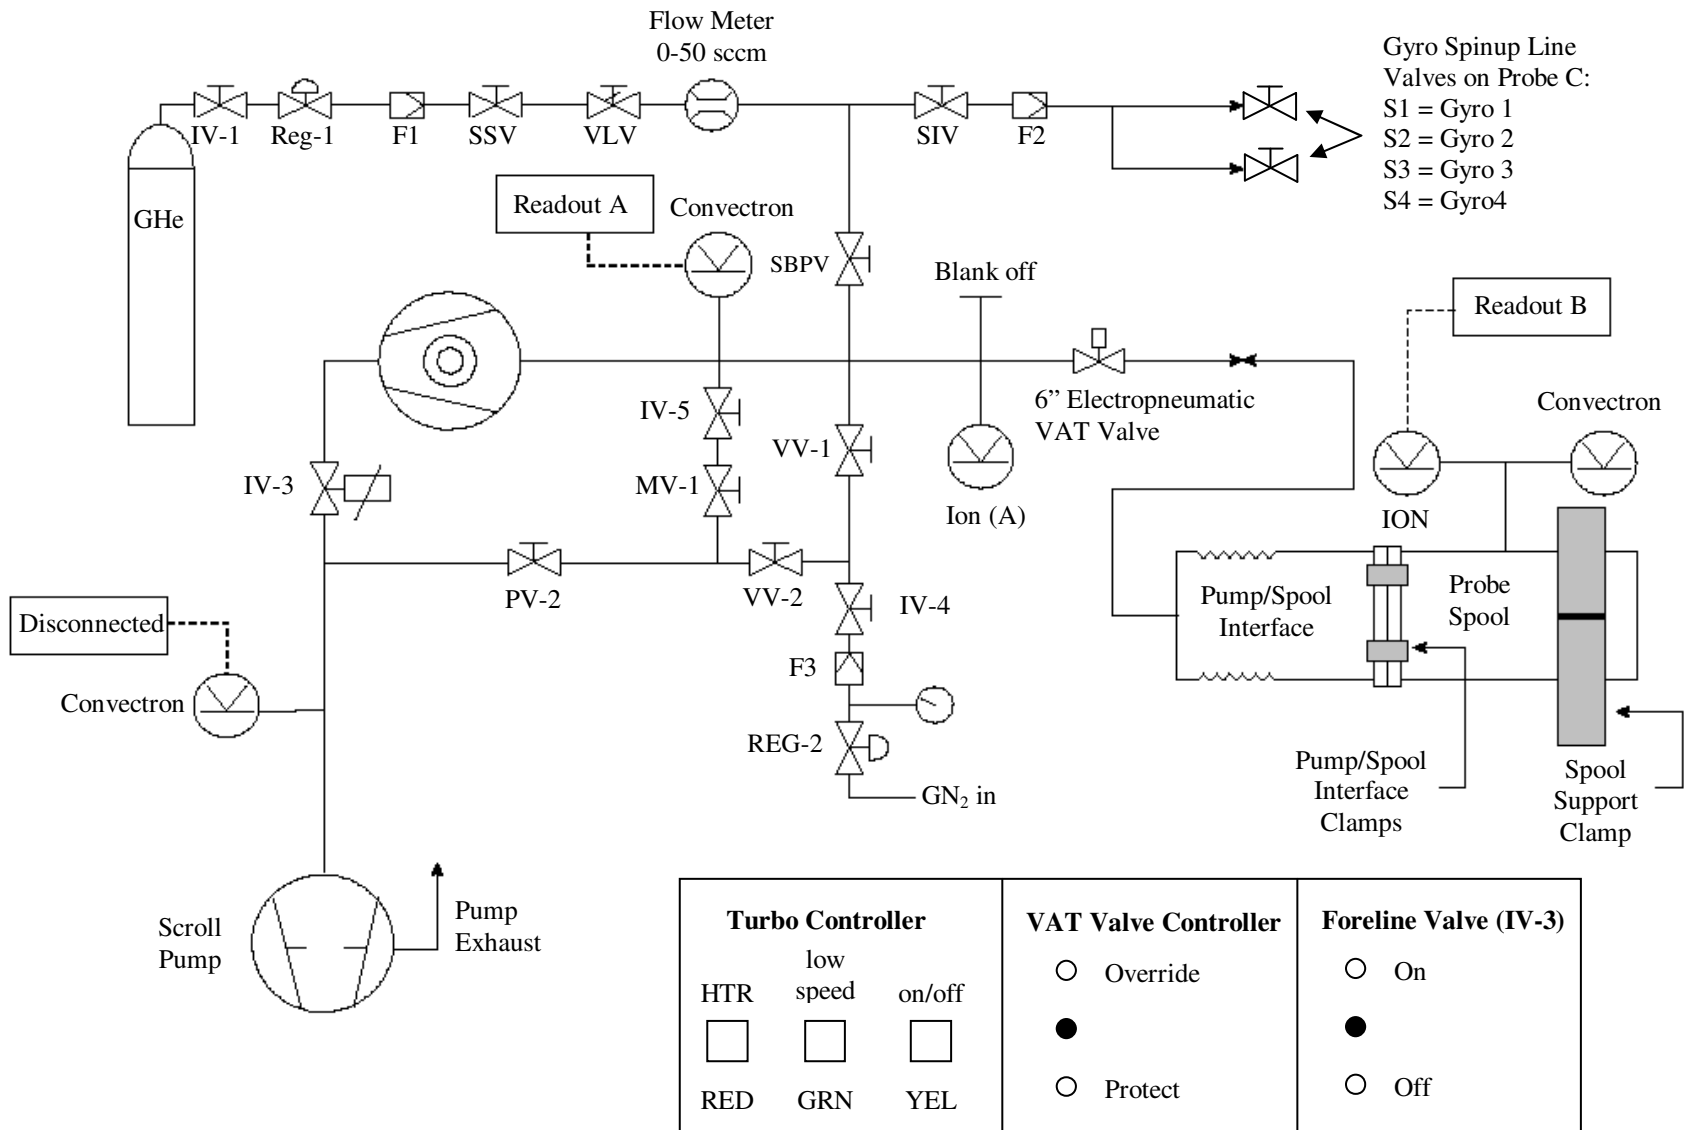 Flow Meter
0-50 sccm
Gyro Spinup Line
Valves on Probe C:
S1 = Gyro 1
S2 = Gyro 2
S3 = Gyro 3
S4 = Gyro4
IV-1
Reg-1
F1
SSV
VLV
SIV
F2
GHe
Readout A
Convectron
SBPV
Blank off
Readout B
6” Electropneumatic
VAT Valve
Convectron
IV-5
VV-1
IV-3
MV-1
Ion (A)
ION
PV-2
VV-2
IV-4
Pump/Spool
Interface
Probe
Spool
Disconnected
F3
Convectron
REG-2
GN₂ in
Pump/Spool
Interface
Clamps
Spool
Support
Clamp
Scroll
Pump
Pump
Exhaust
Turbo Controller
HTR
low
speed
on/off
RED
GRN
YEL
VAT Valve Controller
Override
Protect
Foreline Valve (IV-3)
On
Off